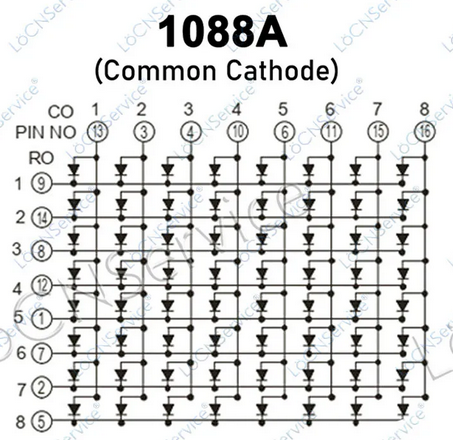 1088A
(Common Cathode)
CO 1 2 3 4 5 6 7 8
PIN NO 13 3 4 10 6 11 15 16
RO
1 9
2 14
3 8
4 12
5 1
6 7
7 2
8 5
LoCNService®